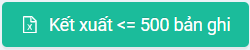 Kết xuất <= 500 bản ghi